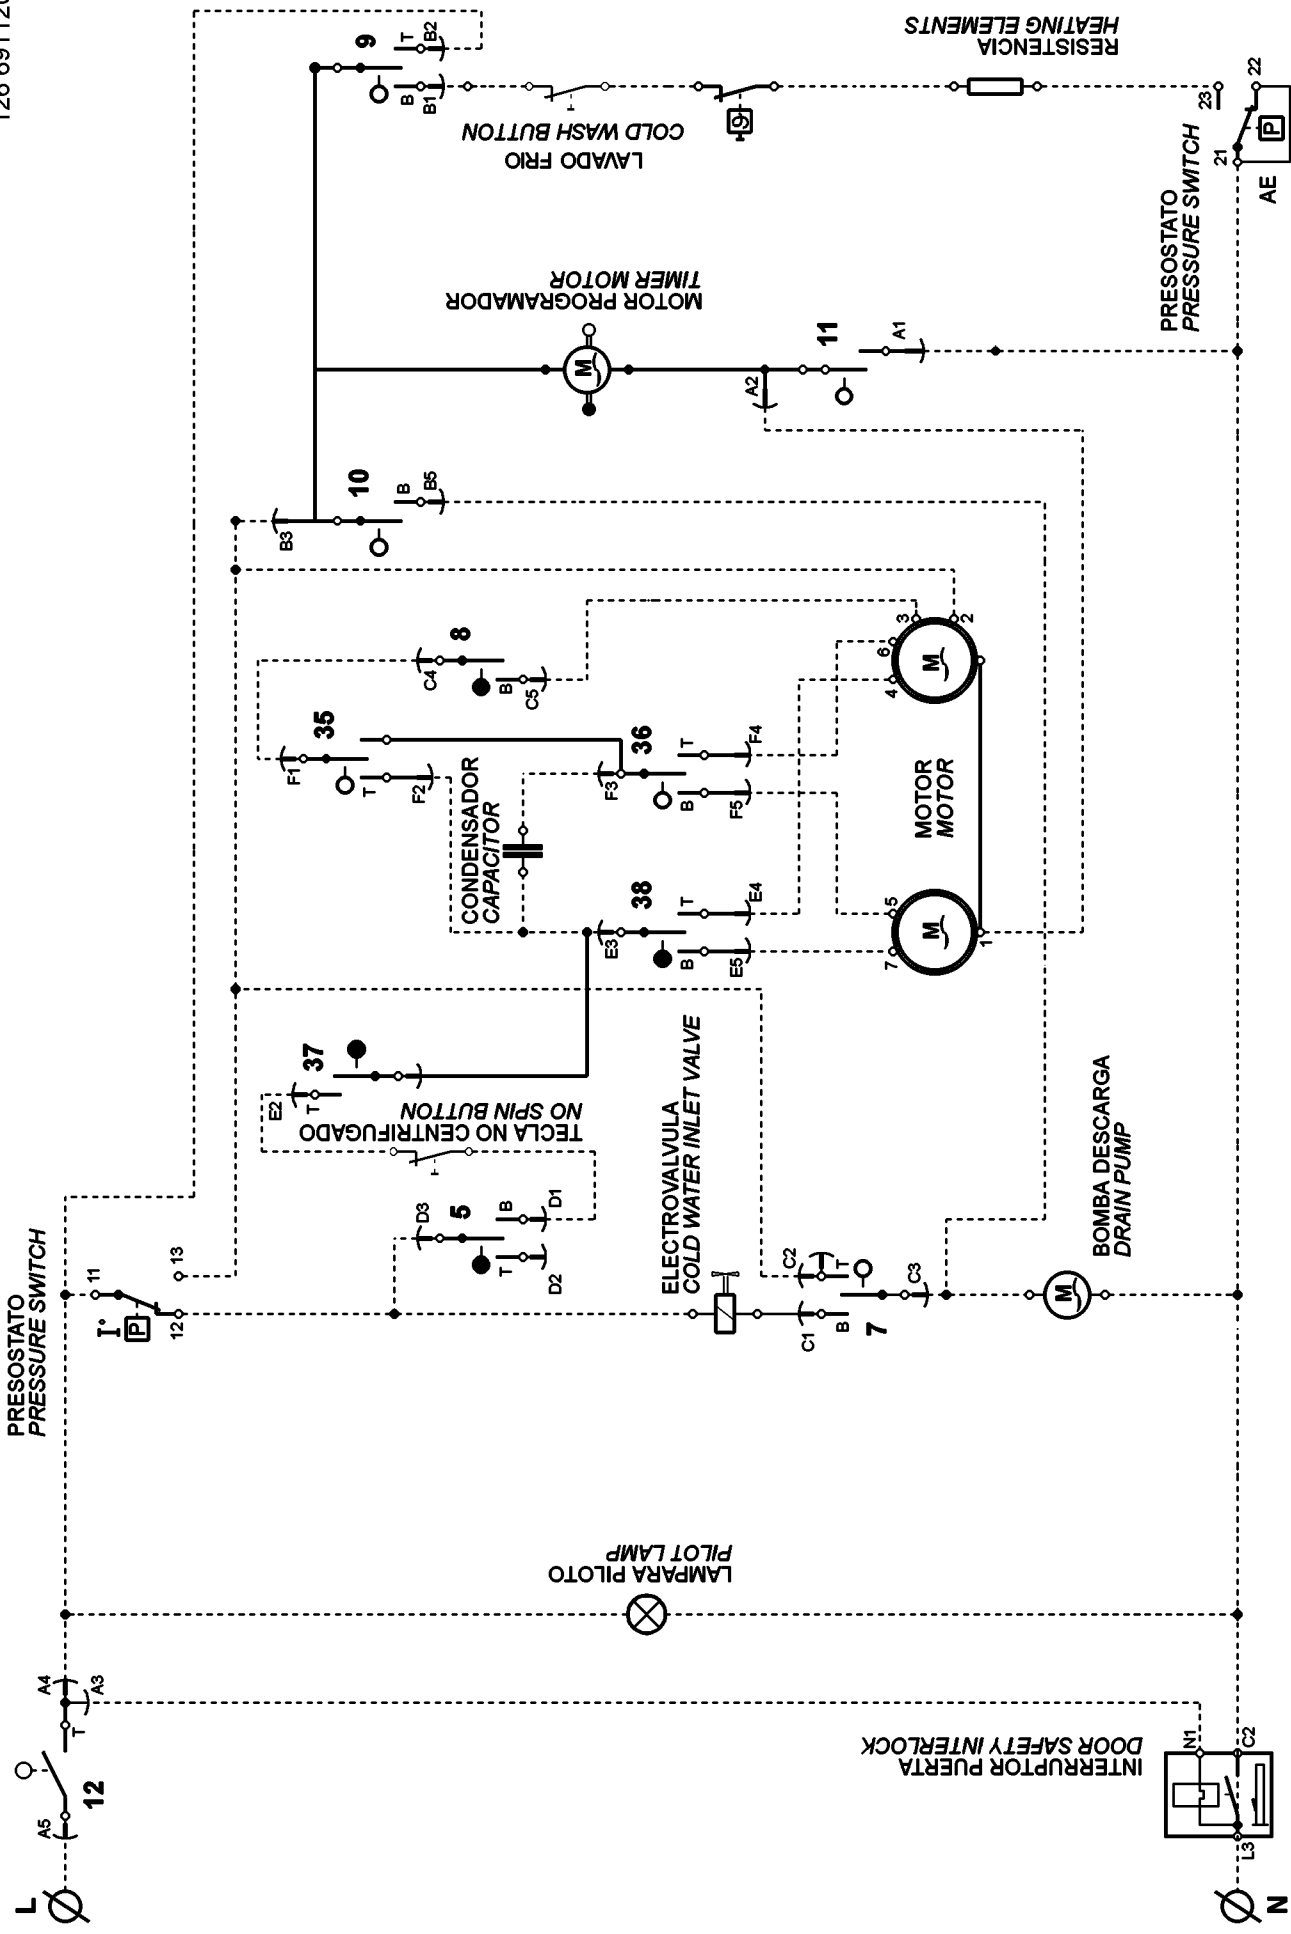 L
N
A5
12
T
A4
A3
INTERRUPTOR PUERTA
DOOR SAFETY INTERLOCK
L3
N1
C2
LAMPARA PILOTO
PILOT LAMP
PRESOSTATO
PRESSURE SWITCH
I°
P
11
12
13
D3
5
T
B
D2
D1
TECLA NO CENTRIFUGADO
NO SPIN BUTTON
E2
T
37
ELECTROVALVULA
COLD WATER INLET VALVE
C1
C2
B
T
7
C3
M
BOMBA DESCARGA
DRAIN PUMP
CONDENSADOR
CAPACITOR
E3
38
B
T
E5
E4
F1
35
T
F2
F3
36
B
T
F5
F4
C4
8
B
C5
MOTOR
MOTOR
M
7
5
1
M
4
6
3
2
B3
10
B
B5
MOTOR PROGRAMADOR
TIMER MOTOR
M
A2
11
A1
9
B
T
B1
B2
LAVADO FRIO
COLD WASH BUTTON
RESISTENCIA
HEATING ELEMENTS
PRESOSTATO
PRESSURE SWITCH
21
23
22
P
AE